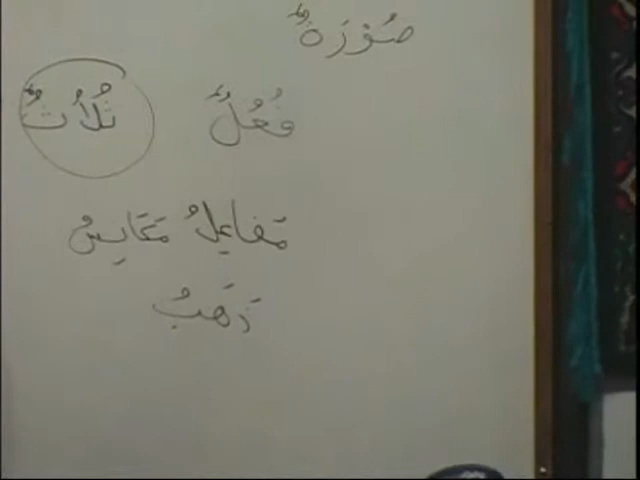 صُوْرَةٌ
فُعُلٌ ثُلَاثٌ
مَفَاعِلُ مَقَايِسُ
ذَهَبُ